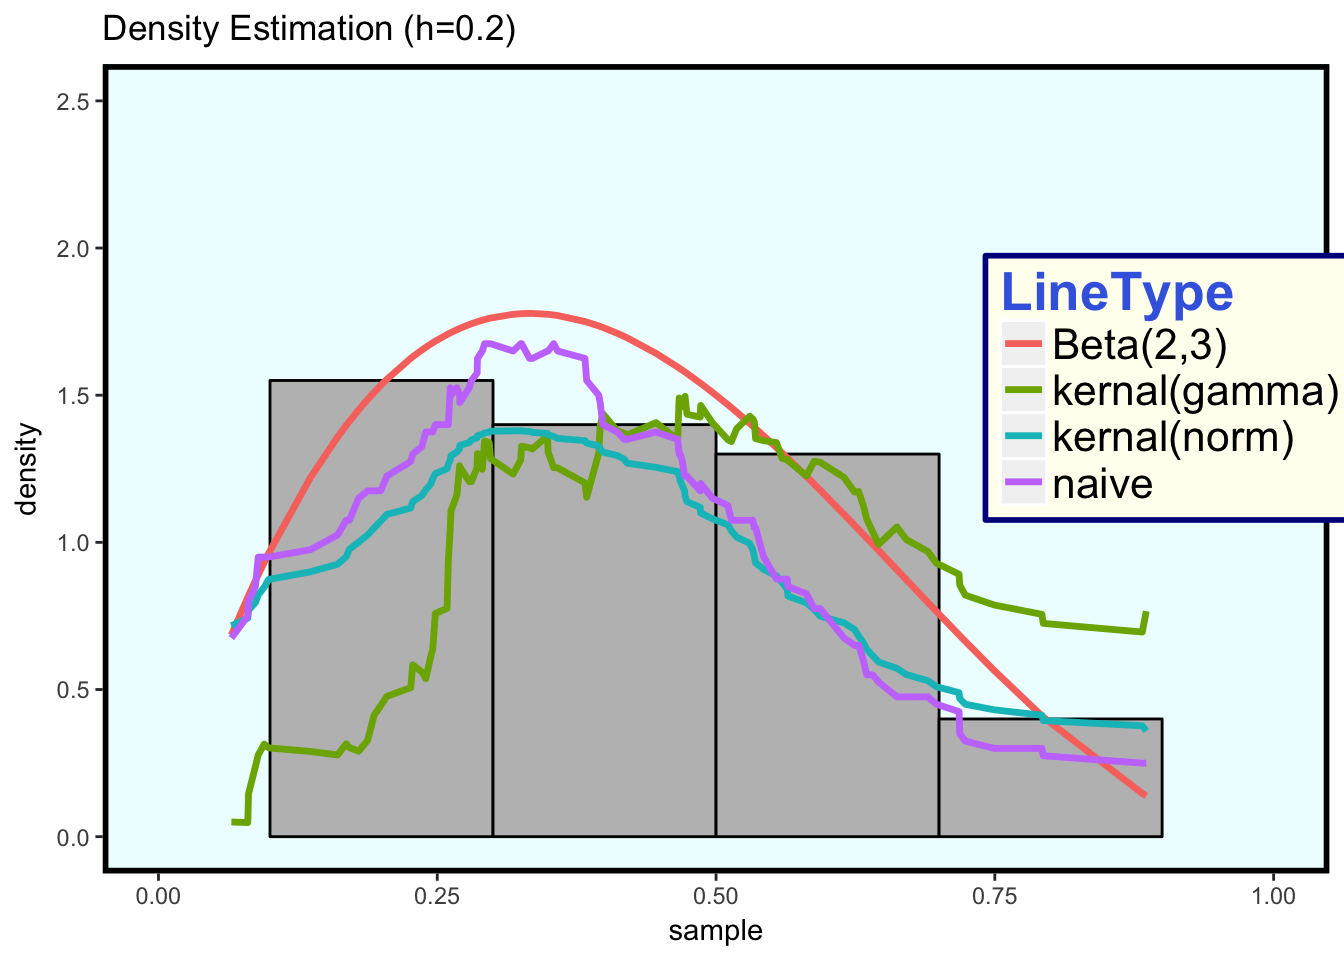 Density Estimation (h=0.2)
2.5
2.0
1.5
1.0
0.5
0.0
density
0.00 0.25 0.50 0.75 1.00
sample
LineType
Beta(2,3)
kernal(gamma)
kernal(norm)
naive